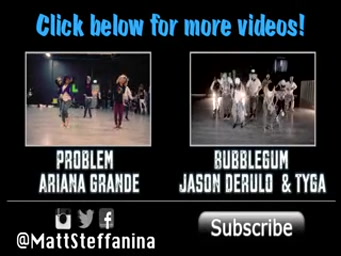 Click below for more videos!
PROBLEM
ARIANA GRANDE
BUBBLEGUM
JASON DERULO & TYGA
@MattSteffanina
Subscribe